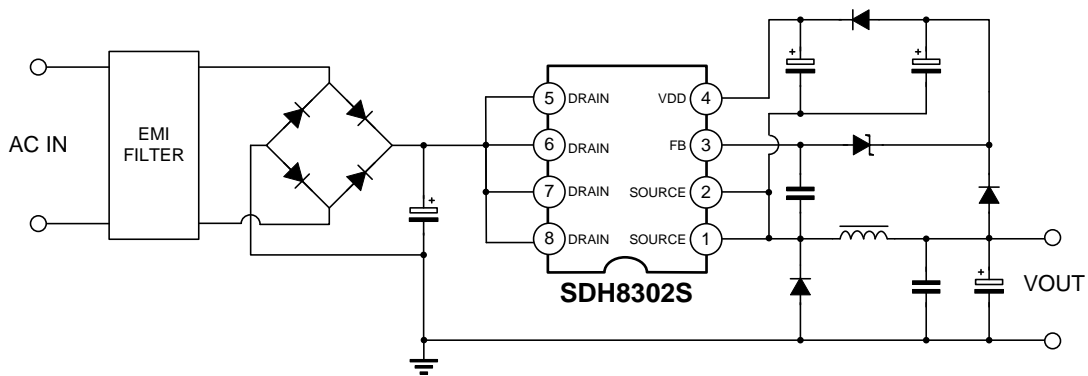 AC IN
EMI
FILTER
5 DRAIN VDD 4
6 DRAIN FB 3
7 DRAIN SOURCE 2
8 DRAIN SOURCE 1
SDH8302S
VOUT
+
+
+
+